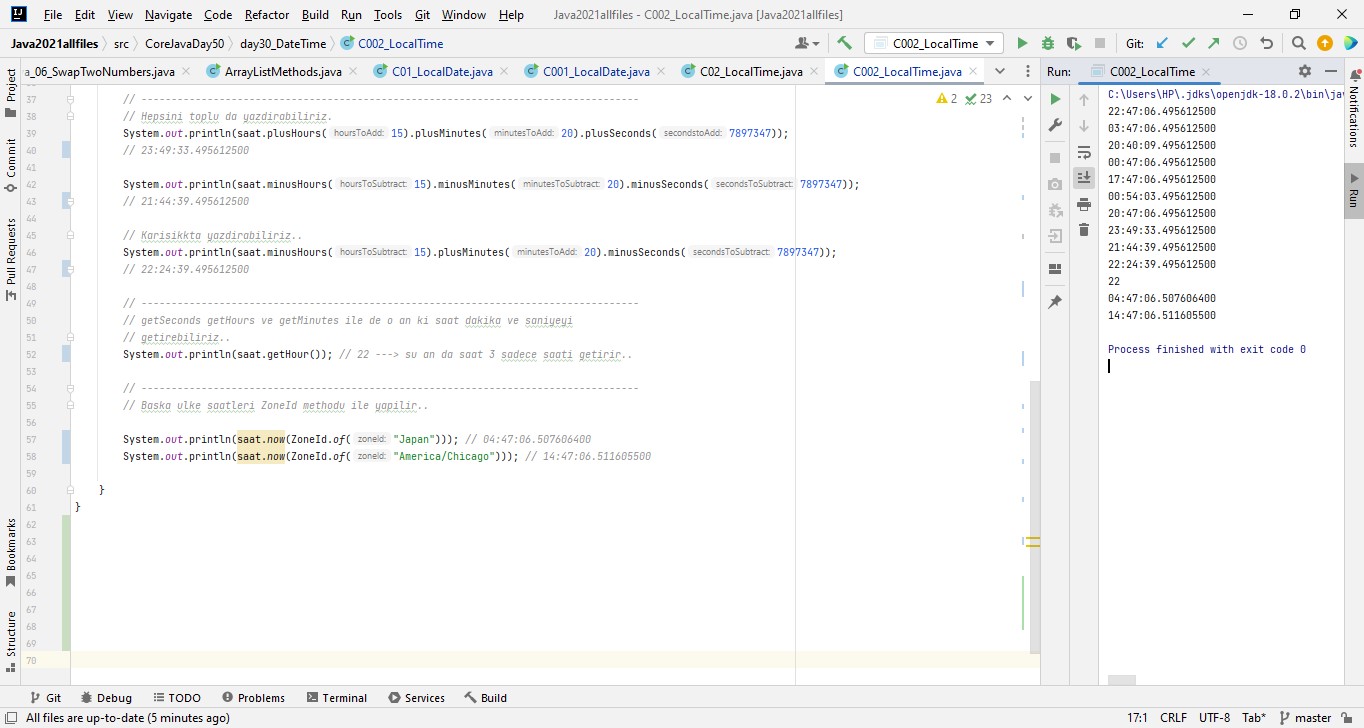 File Edit View Navigate Code Refactor Build Run Tools Git Window Help Java2021allfiles - C002_LocalTime.java [Java2021allfiles]
Java2021allfiles src CoreJavaDay50 day30_DateTime C002_LocalTime C002_LocalTime Git:
a_06_SwapTwoNumbers.java ArrayListMethods.java C01_LocalDate.java C001_LocalDate.java C02_LocalTime.java C002_LocalTime.java Run: C002_LocalTime
Project
Commit
Pull Requests
Bookmarks
Structure
2 23
37 // -------------------------------------------------------
38 // Hepsini toplu da yazdirabiliriz.
39 System.out.println(saat.plusHours( hoursToAdd: 15).plusMinutes( minutesToAdd: 20).plusSeconds( secondstoAdd: 7897347));
40 // 23:49:33.495612500
41
42 System.out.println(saat.minusHours( hoursToSubtract: 15).minusMinutes( minutesToSubtract: 20).minusSeconds( secondsToSubtract: 7897347));
43 // 21:44:39.495612500
44
45 // Karisikkta yazdirabiliriz..
46 System.out.println(saat.minusHours( hoursToSubtract: 15).plusMinutes( minutesToAdd: 20).minusSeconds( secondsToSubtract: 7897347));
47 // 22:24:39.495612500
48
49 // -------------------------------------------------------
50 // getSeconds getHours ve getMinutes ile de o an ki saat dakika ve saniyeyi
51 // getirebiliriz..
52 System.out.println(saat.getHour()); // 22 ---> su an da saat 3 sadece saati getirir..
53
54 // -------------------------------------------------------
55 // Baska ulke saatleri ZoneId methodu ile yapilir..
56
57 System.out.println(saat.now(ZoneId.of( zoneId: "Japan"))); // 04:47:06.507606400
58 System.out.println(saat.now(ZoneId.of( zoneId: "America/Chicago"))); // 14:47:06.511605500
59
60 }
61 }
62
63
64
65
66
67
68
69
70
C:\Users\HP\.jdks\openjdk-18.0.2\bin\jav
22:47:06.495612500
03:47:06.495612500
20:40:09.495612500
00:47:06.495612500
17:47:06.495612500
00:54:03.495612500
20:47:06.495612500
23:49:33.495612500
21:44:39.495612500
22:24:39.495612500
22
04:47:06.507606400
14:47:06.511605500
Process finished with exit code 0
Notifications
Run
Git Debug TODO Problems Terminal Services Build
All files are up-to-date (5 minutes ago) 17:1 CRLF UTF-8 Tab* master